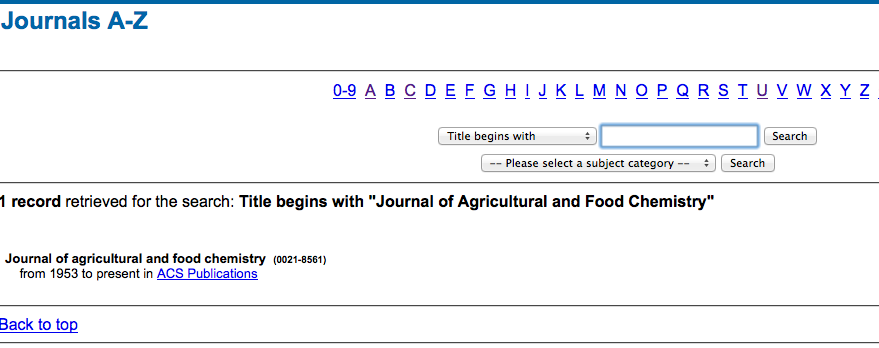 Journals A-Z
0-9 A B C D E F G H I J K L M N O P Q R S T U V W X Y Z
Title begins with Search
-- Please select a subject category -- Search
1 record retrieved for the search: Title begins with "Journal of Agricultural and Food Chemistry"
Journal of agricultural and food chemistry (0021-8561)
from 1953 to present in ACS Publications
Back to top